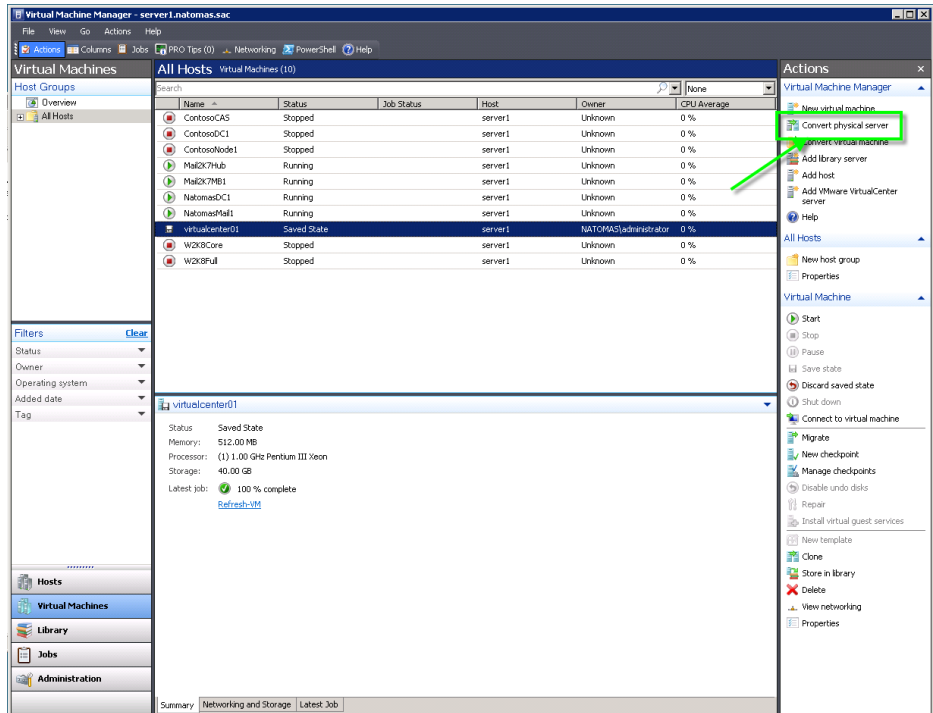 Virtual Machine Manager - server1.natomas.sac
File View Go Actions Help
Actions Columns Jobs PRO Tips (0) Networking PowerShell Help
Virtual Machines
Host Groups
Overview
All Hosts
Filters Clear
Status
Owner
Operating system
Added date
Tag
Hosts
Virtual Machines
Library
Jobs
Administration
All Hosts Virtual Machines (10)
Search None
Name Status Job Status Host Owner CPU Average
ContosoCAS Stopped server1 Unknown 0 %
ContosoDC1 Stopped server1 Unknown 0 %
ContosoNode1 Stopped server1 Unknown 0 %
Mail2K7Hub Running server1 Unknown 0 %
Mail2K7MB1 Running server1 Unknown 0 %
NatomasDC1 Running server1 Unknown 0 %
NatomasMail1 Running server1 Unknown 0 %
virtualcenter01 Saved State server1 NATOMAS\administrator 0 %
W2K8Core Stopped server1 Unknown 0 %
W2K8Full Stopped server1 Unknown 0 %
virtualcenter01
Status Saved State
Memory: 512.00 MB
Processor: (1) 1.00 GHz Pentium III Xeon
Storage: 40.00 GB
Latest job: 100 % complete
Refresh-VM
Summary Networking and Storage Latest Job
Actions
Virtual Machine Manager
New virtual machine
Convert physical server
Convert virtual machine
Add library server
Add host
Add VMware VirtualCenter
server
Help
All Hosts
New host group
Properties
Virtual Machine
Start
Stop
Pause
Save state
Discard saved state
Shut down
Connect to virtual machine
Migrate
New checkpoint
Manage checkpoints
Disable undo disks
Repair
Install virtual guest services
New template
Clone
Store in library
Delete
View networking
Properties